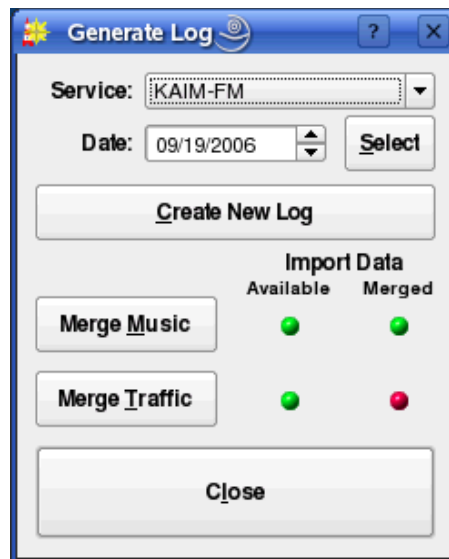 Generate Log
?
X
Service: KAIM-FM
Date: 09/19/2006 Select
Create New Log
Import Data
Available Merged
Merge Music
Merge Traffic
Close